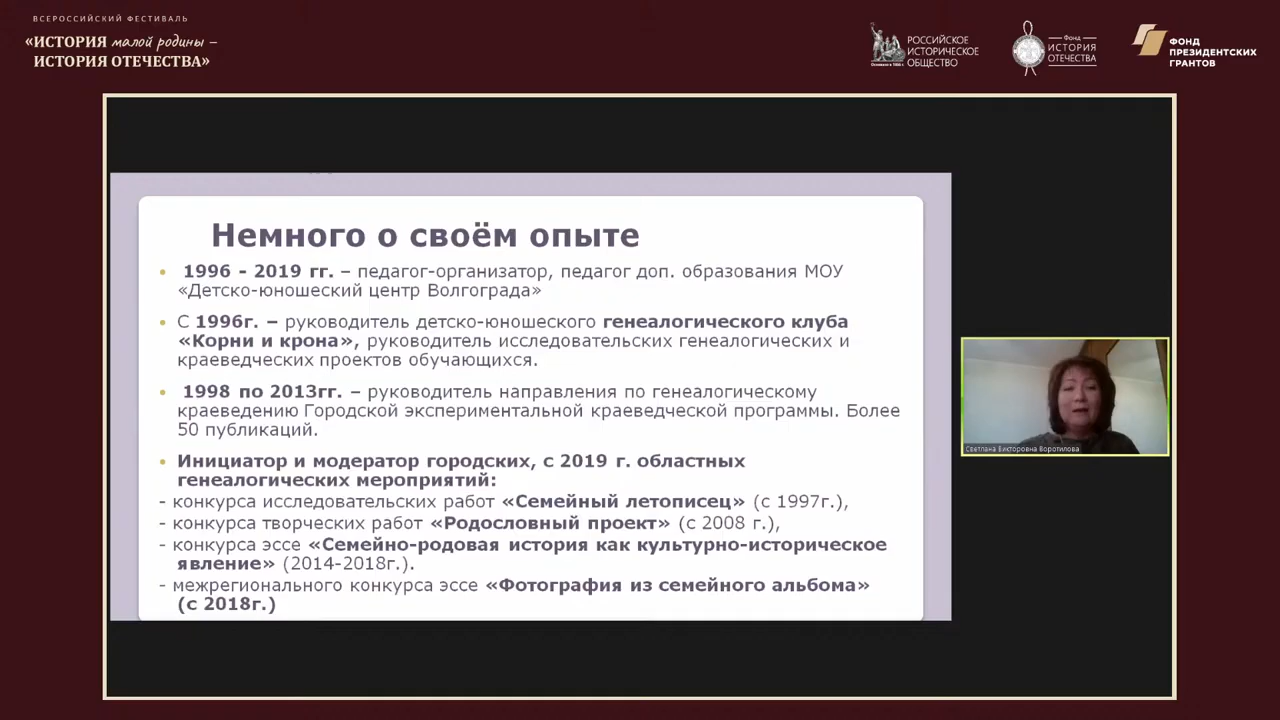 ВСЕРОССИЙСКИЙ ФЕСТИВАЛЬ
«ИСТОРИЯ малой родины –
ИСТОРИЯ ОТЕЧЕСТВА»
РОССИЙСКОЕ
ИСТОРИЧЕСКОЕ
ОБЩЕСТВО
Основано в 1866 г.
Фонд
ИСТОРИЯ
ОТЕЧЕСТВА
ФОНД
ПРЕЗИДЕНТСКИХ
ГРАНТОВ
Немного о своём опыте
• 1996 - 2019 гг. – педагог-организатор, педагог доп. образования МОУ
«Детско-юношеский центр Волгограда»
• С 1996г. – руководитель детско-юношеского генеалогического клуба
«Корни и крона», руководитель исследовательских генеалогических и
краеведческих проектов обучающихся.
• 1998 по 2013гг. – руководитель направления по генеалогическому
краеведению Городской экспериментальной краеведческой программы. Более
50 публикаций.
• Инициатор и модератор городских, с 2019 г. областных
генеалогических мероприятий:
- конкурса исследовательских работ «Семейный летописец» (с 1997г.),
- конкурса творческих работ «Родословный проект» (с 2008 г.),
- конкурса эссе «Семейно-родовая история как культурно-историческое
явление» (2014-2018г.).
- межрегионального конкурса эссе «Фотография из семейного альбома»
(с 2018г.)
Светлана Викторовна Воротилова